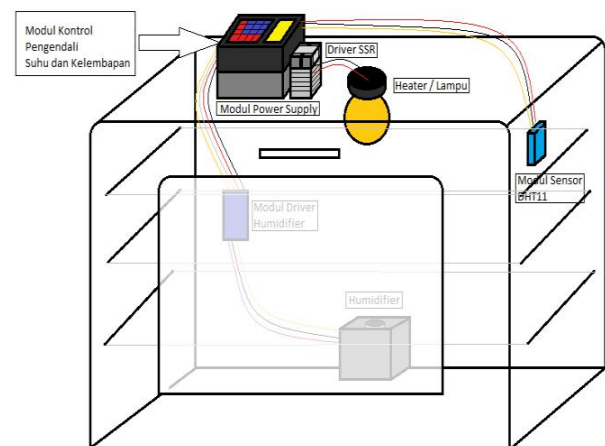 Modul Kontrol
Pengendali
Suhu dan Kelembapan
Driver SSR
Heater / Lampu
Modul Power Supply
Modul Sensor
DHT11
Modul Driver
Humidifier
Humidifier